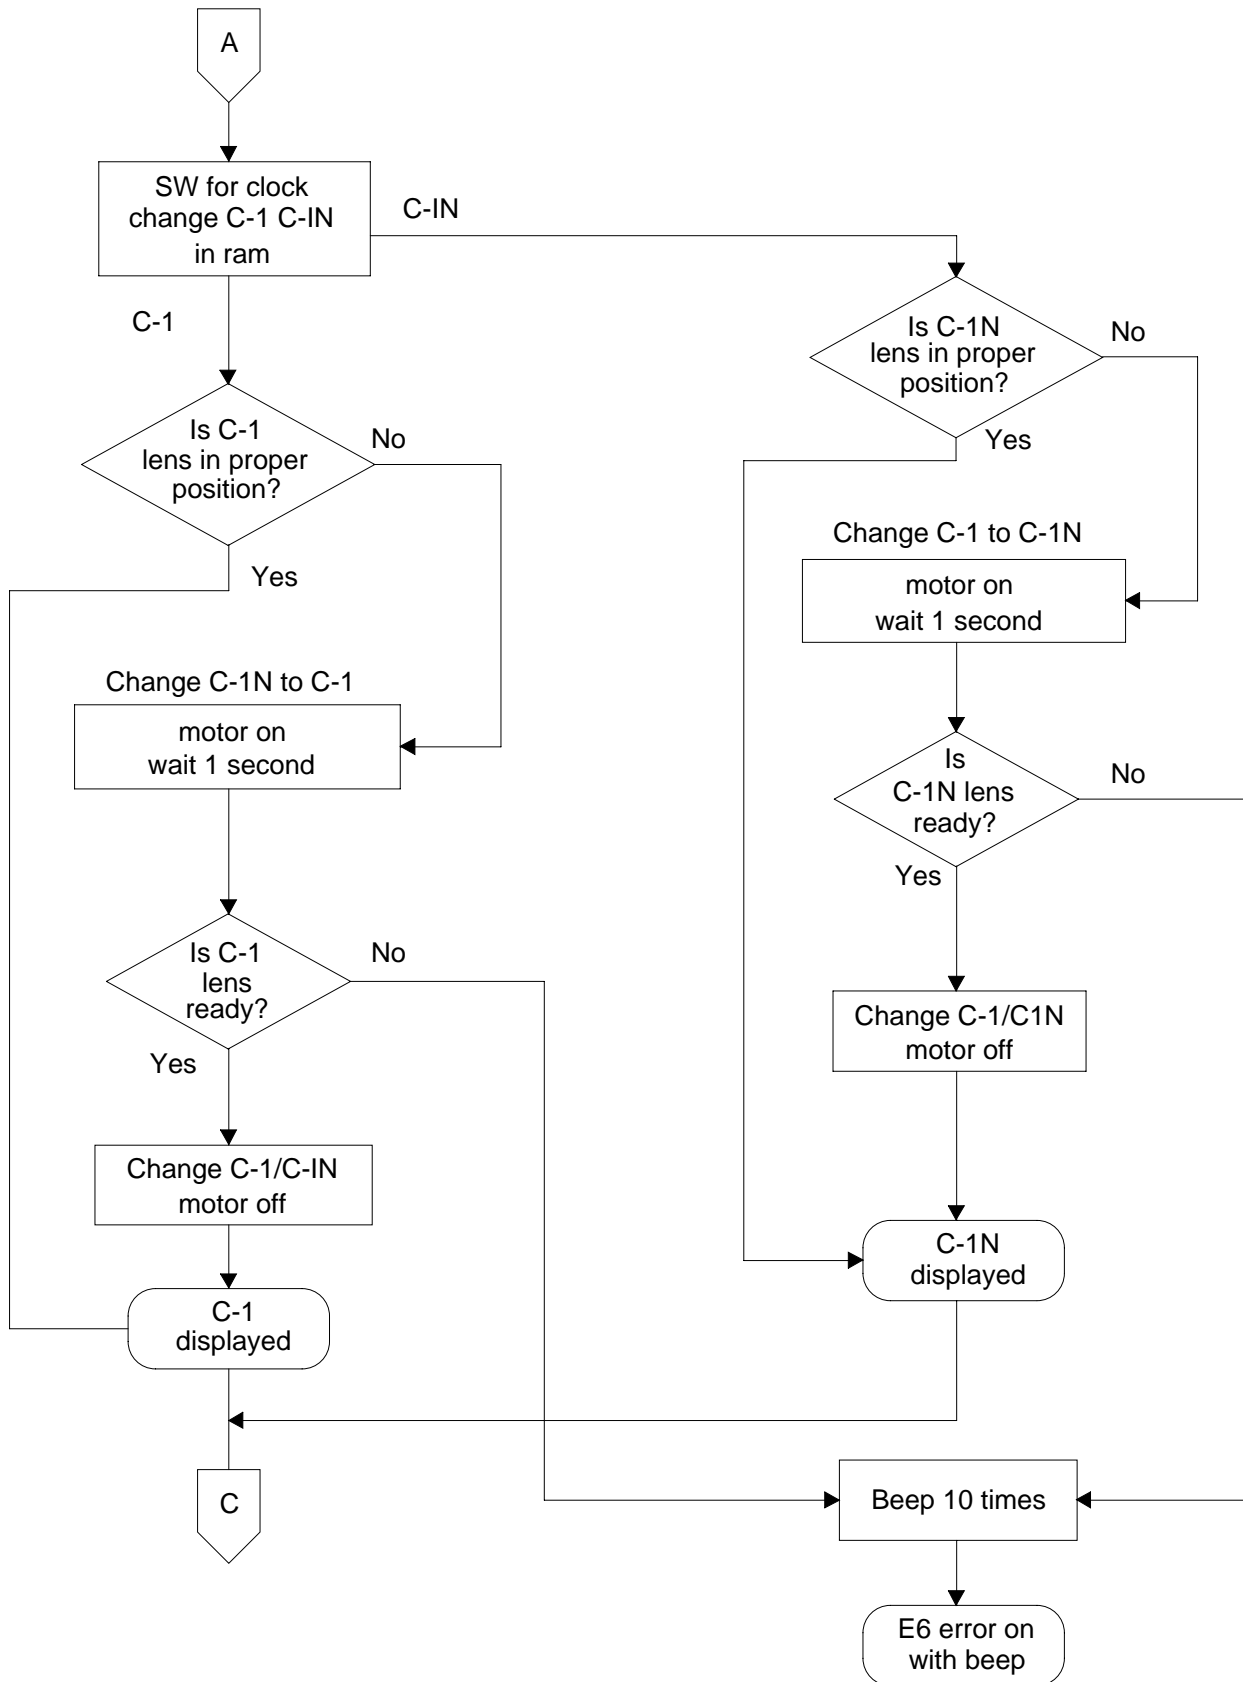 A
SW for clock
change C-1 C-IN
in ram
C-IN
C-1
Is C-1N
lens in proper
position?
No
Yes
Is C-1
lens in proper
position?
No
Yes
Change C-1 to C-1N
motor on
wait 1 second
Change C-1N to C-1
motor on
wait 1 second
Is
C-1N lens
ready?
No
Yes
Is C-1
lens
ready?
No
Yes
Change C-1/C1N
motor off
Change C-1/C-IN
motor off
C-1N
displayed
C-1
displayed
C
Beep 10 times
E6 error on
with beep